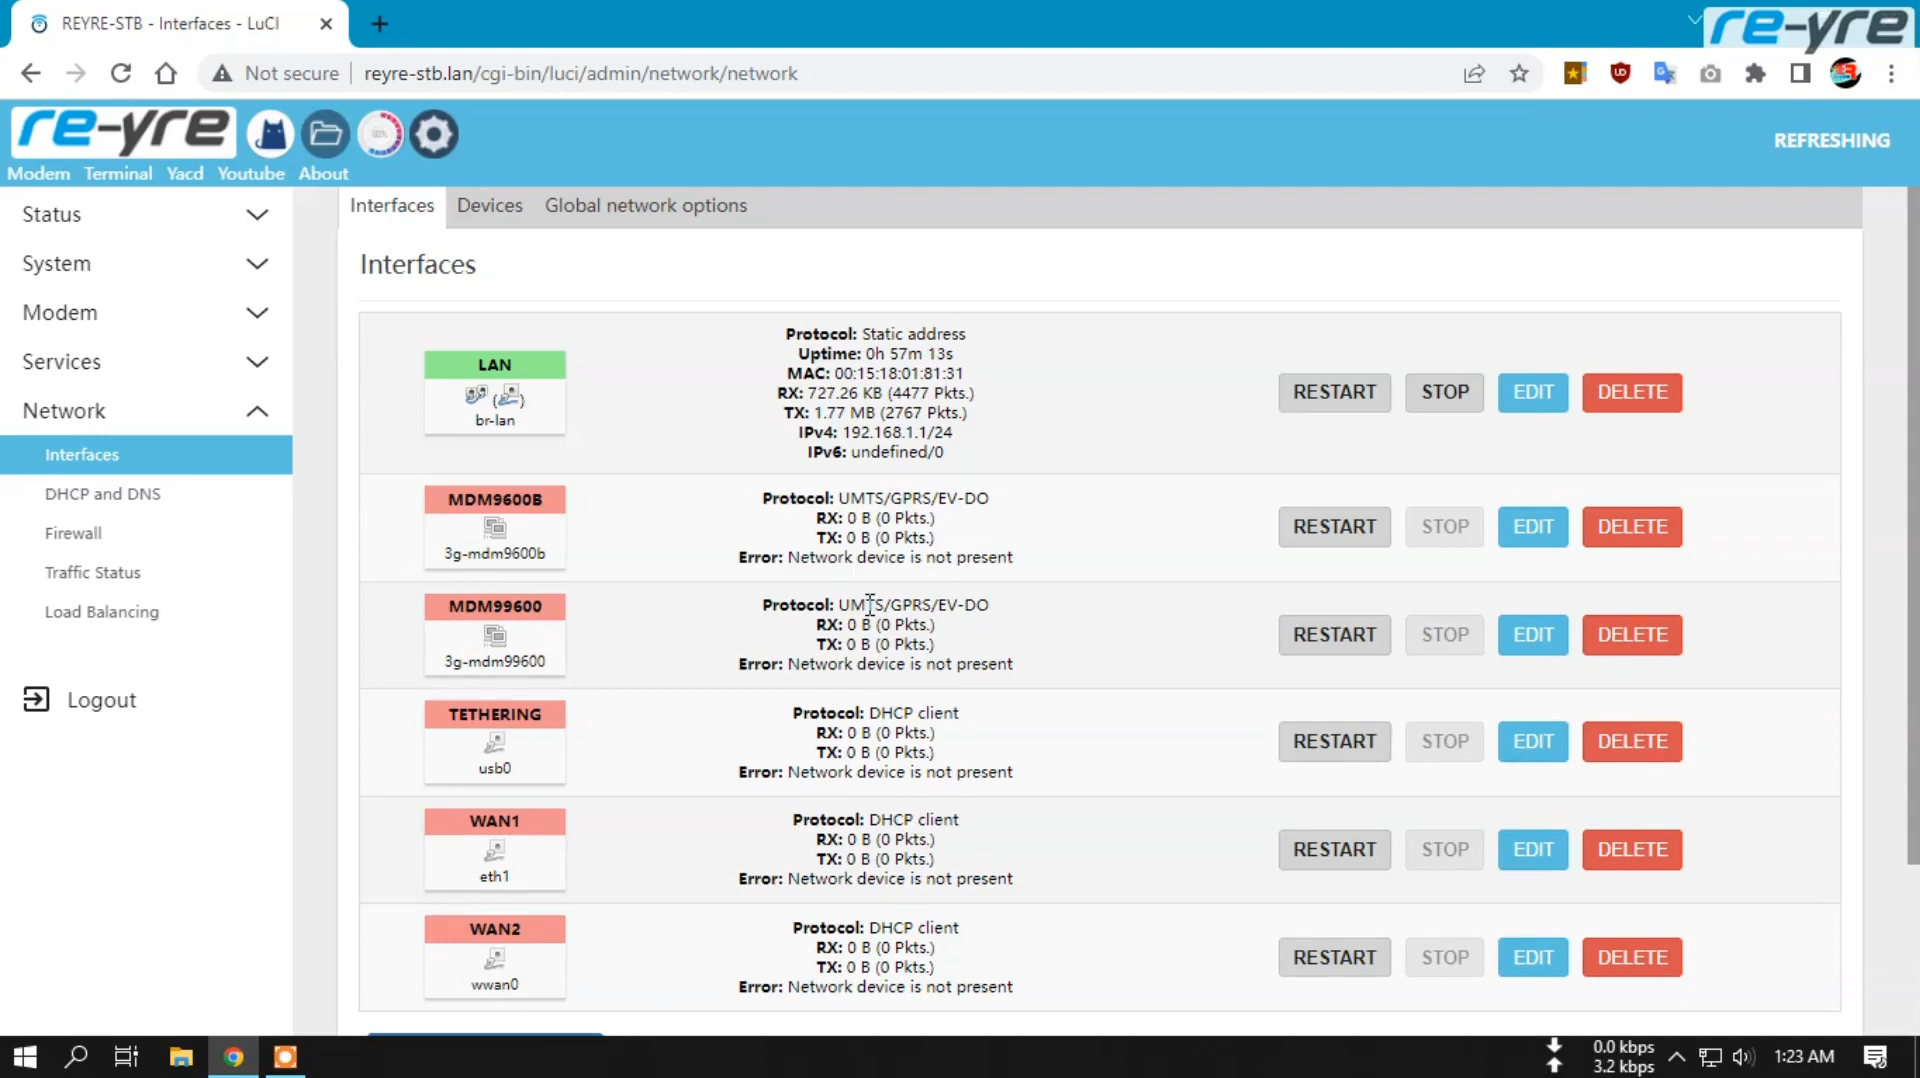 REYRE-STB - Interfaces - LuCI
re-yre
Not secure
reyre-stb.lan/cgi-bin/luci/admin/network/network
re-yre
REFRESHING
Modem Terminal Yacd Youtube About
Status
System
Modem
Services
Network
Interfaces
DHCP and DNS
Firewall
Traffic Status
Load Balancing
Logout
Interfaces Devices Global network options
Interfaces
LAN
br-lan
Protocol: Static address
Uptime: 0h 57m 13s
MAC: 00:15:18:01:81:31
RX: 727.26 KB (4477 Pkts.)
TX: 1.77 MB (2767 Pkts.)
IPv4: 192.168.1.1/24
IPv6: undefined/0
RESTART STOP EDIT DELETE
MDM9600B
3g-mdm9600b
Protocol: UMTS/GPRS/EV-DO
RX: 0 B (0 Pkts.)
TX: 0 B (0 Pkts.)
Error: Network device is not present
RESTART STOP EDIT DELETE
MDM99600
3g-mdm99600
Protocol: UMTS/GPRS/EV-DO
RX: 0 B (0 Pkts.)
TX: 0 B (0 Pkts.)
Error: Network device is not present
RESTART STOP EDIT DELETE
TETHERING
usb0
Protocol: DHCP client
RX: 0 B (0 Pkts.)
TX: 0 B (0 Pkts.)
Error: Network device is not present
RESTART STOP EDIT DELETE
WAN1
eth1
Protocol: DHCP client
RX: 0 B (0 Pkts.)
TX: 0 B (0 Pkts.)
Error: Network device is not present
RESTART STOP EDIT DELETE
WAN2
wwan0
Protocol: DHCP client
RX: 0 B (0 Pkts.)
TX: 0 B (0 Pkts.)
Error: Network device is not present
RESTART STOP EDIT DELETE
0.0 kbps
3.2 kbps
1:23 AM